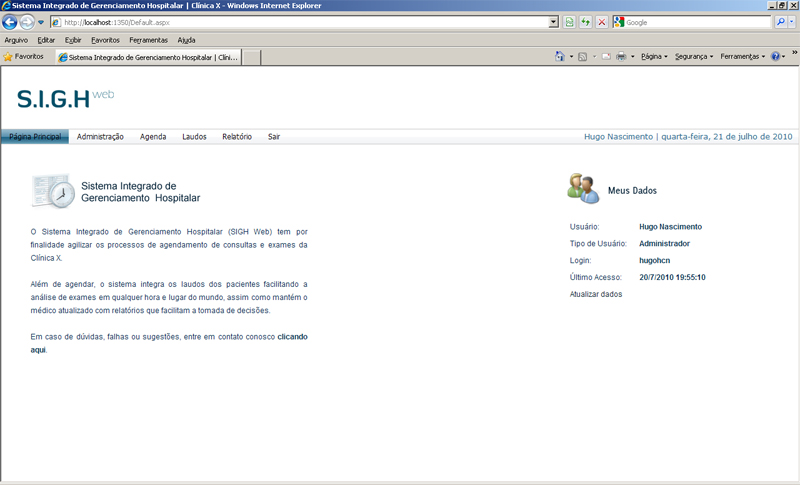 Sistema Integrado de Gerenciamento Hospitalar | Clínica X - Windows Internet Explorer
http://localhost:1350/Default.aspx
Google
Arquivo Editar Exibir Favoritos Ferramentas Ajuda
Favoritos Sistema Integrado de Gerenciamento Hospitalar | Clíni... Página Segurança Ferramentas
S.I.G.H web
Página Principal Administração Agenda Laudos Relatório Sair Hugo Nascimento | quarta-feira, 21 de julho de 2010
Sistema Integrado de
Gerenciamento Hospitalar
O Sistema Integrado de Gerenciamento Hospitalar (SIGH Web) tem por
finalidade agilizar os processos de agendamento de consultas e exames da
Clínica X.
Além de agendar, o sistema integra os laudos dos pacientes facilitando a
análise de exames em qualquer hora e lugar do mundo, assim como mantém o
médico atualizado com relatórios que facilitam a tomada de decisões.
Em caso de dúvidas, falhas ou sugestões, entre em contato conosco clicando
aqui.
Meus Dados
Usuário: Hugo Nascimento
Tipo de Usuário: Administrador
Login: hugohcn
Último Acesso: 20/7/2010 19:55:10
Atualizar dados